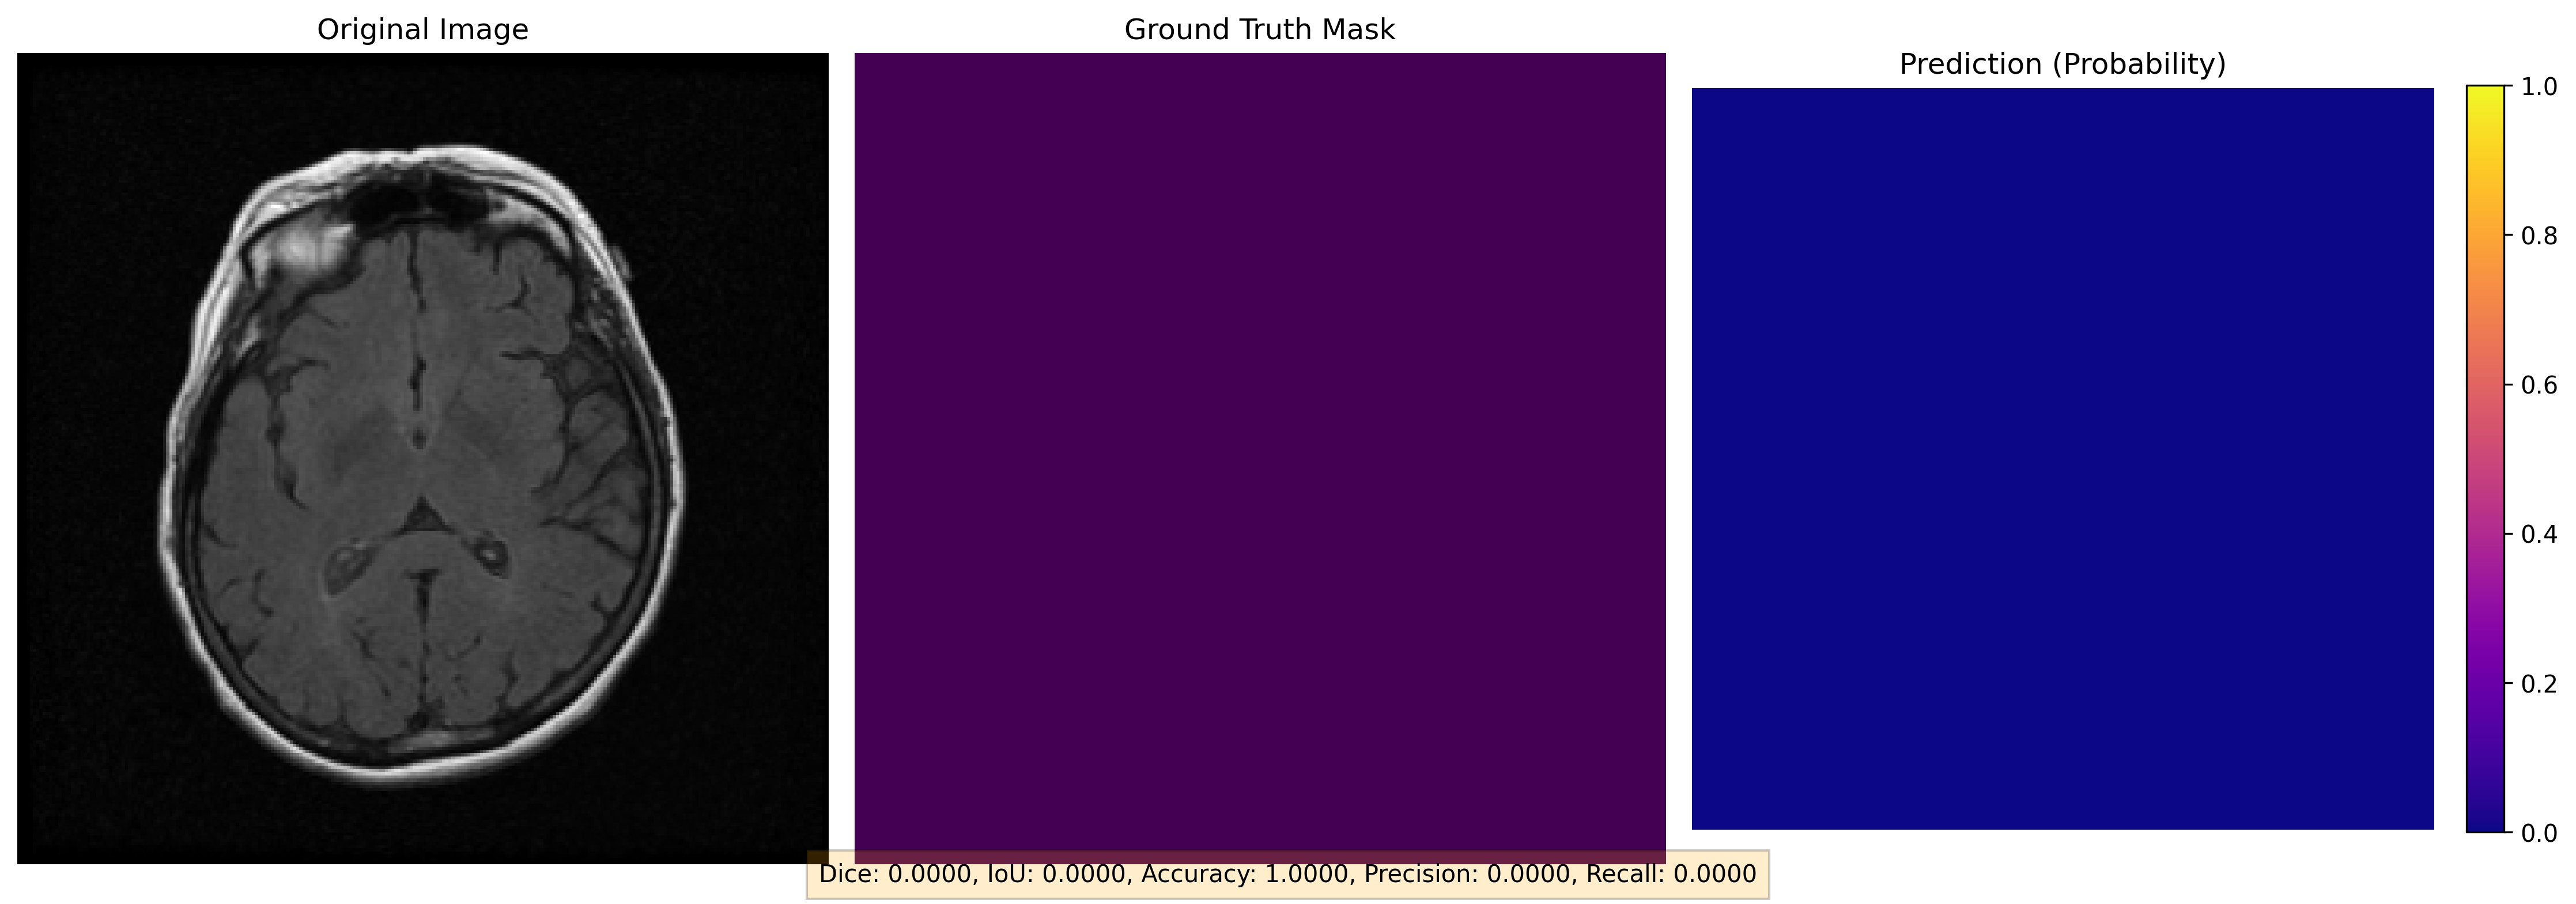 Original Image
Ground Truth Mask
Prediction (Probability)
1.0
0.8
0.6
0.4
0.2
0.0
Dice: 0.0000, IoU: 0.0000, Accuracy: 1.0000, Precision: 0.0000, Recall: 0.0000